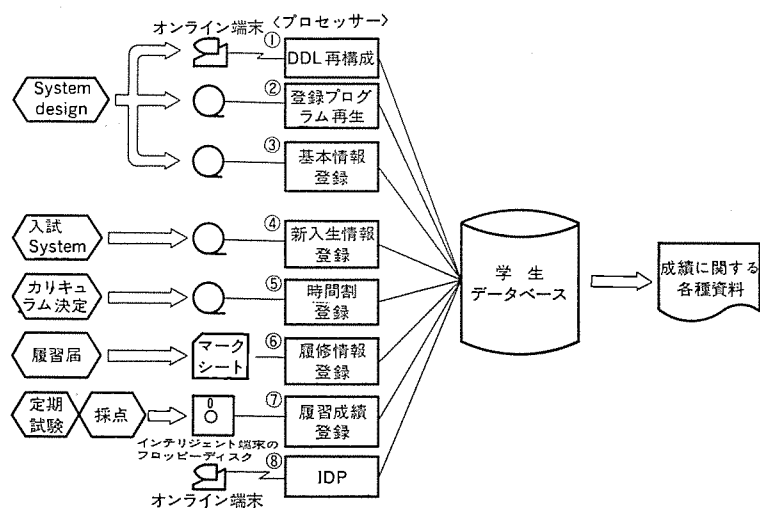 オンライン端末
〈プロセッサー〉
System
design
①
DDL再構成
②
登録プログ
ラム再生
③
基本情報
登録
入試
System
④
新入生情報
登録
カリキュ
ラム決定
⑤
時間割
登録
履習届
マーク
シート
⑥
履修情報
登録
定期
試験
採点
⑦
履習成績
登録
インテリジェント端末の
フロッピーディスク
⑧
IDP
オンライン端末
学生
データベース
成績に関する
各種資料